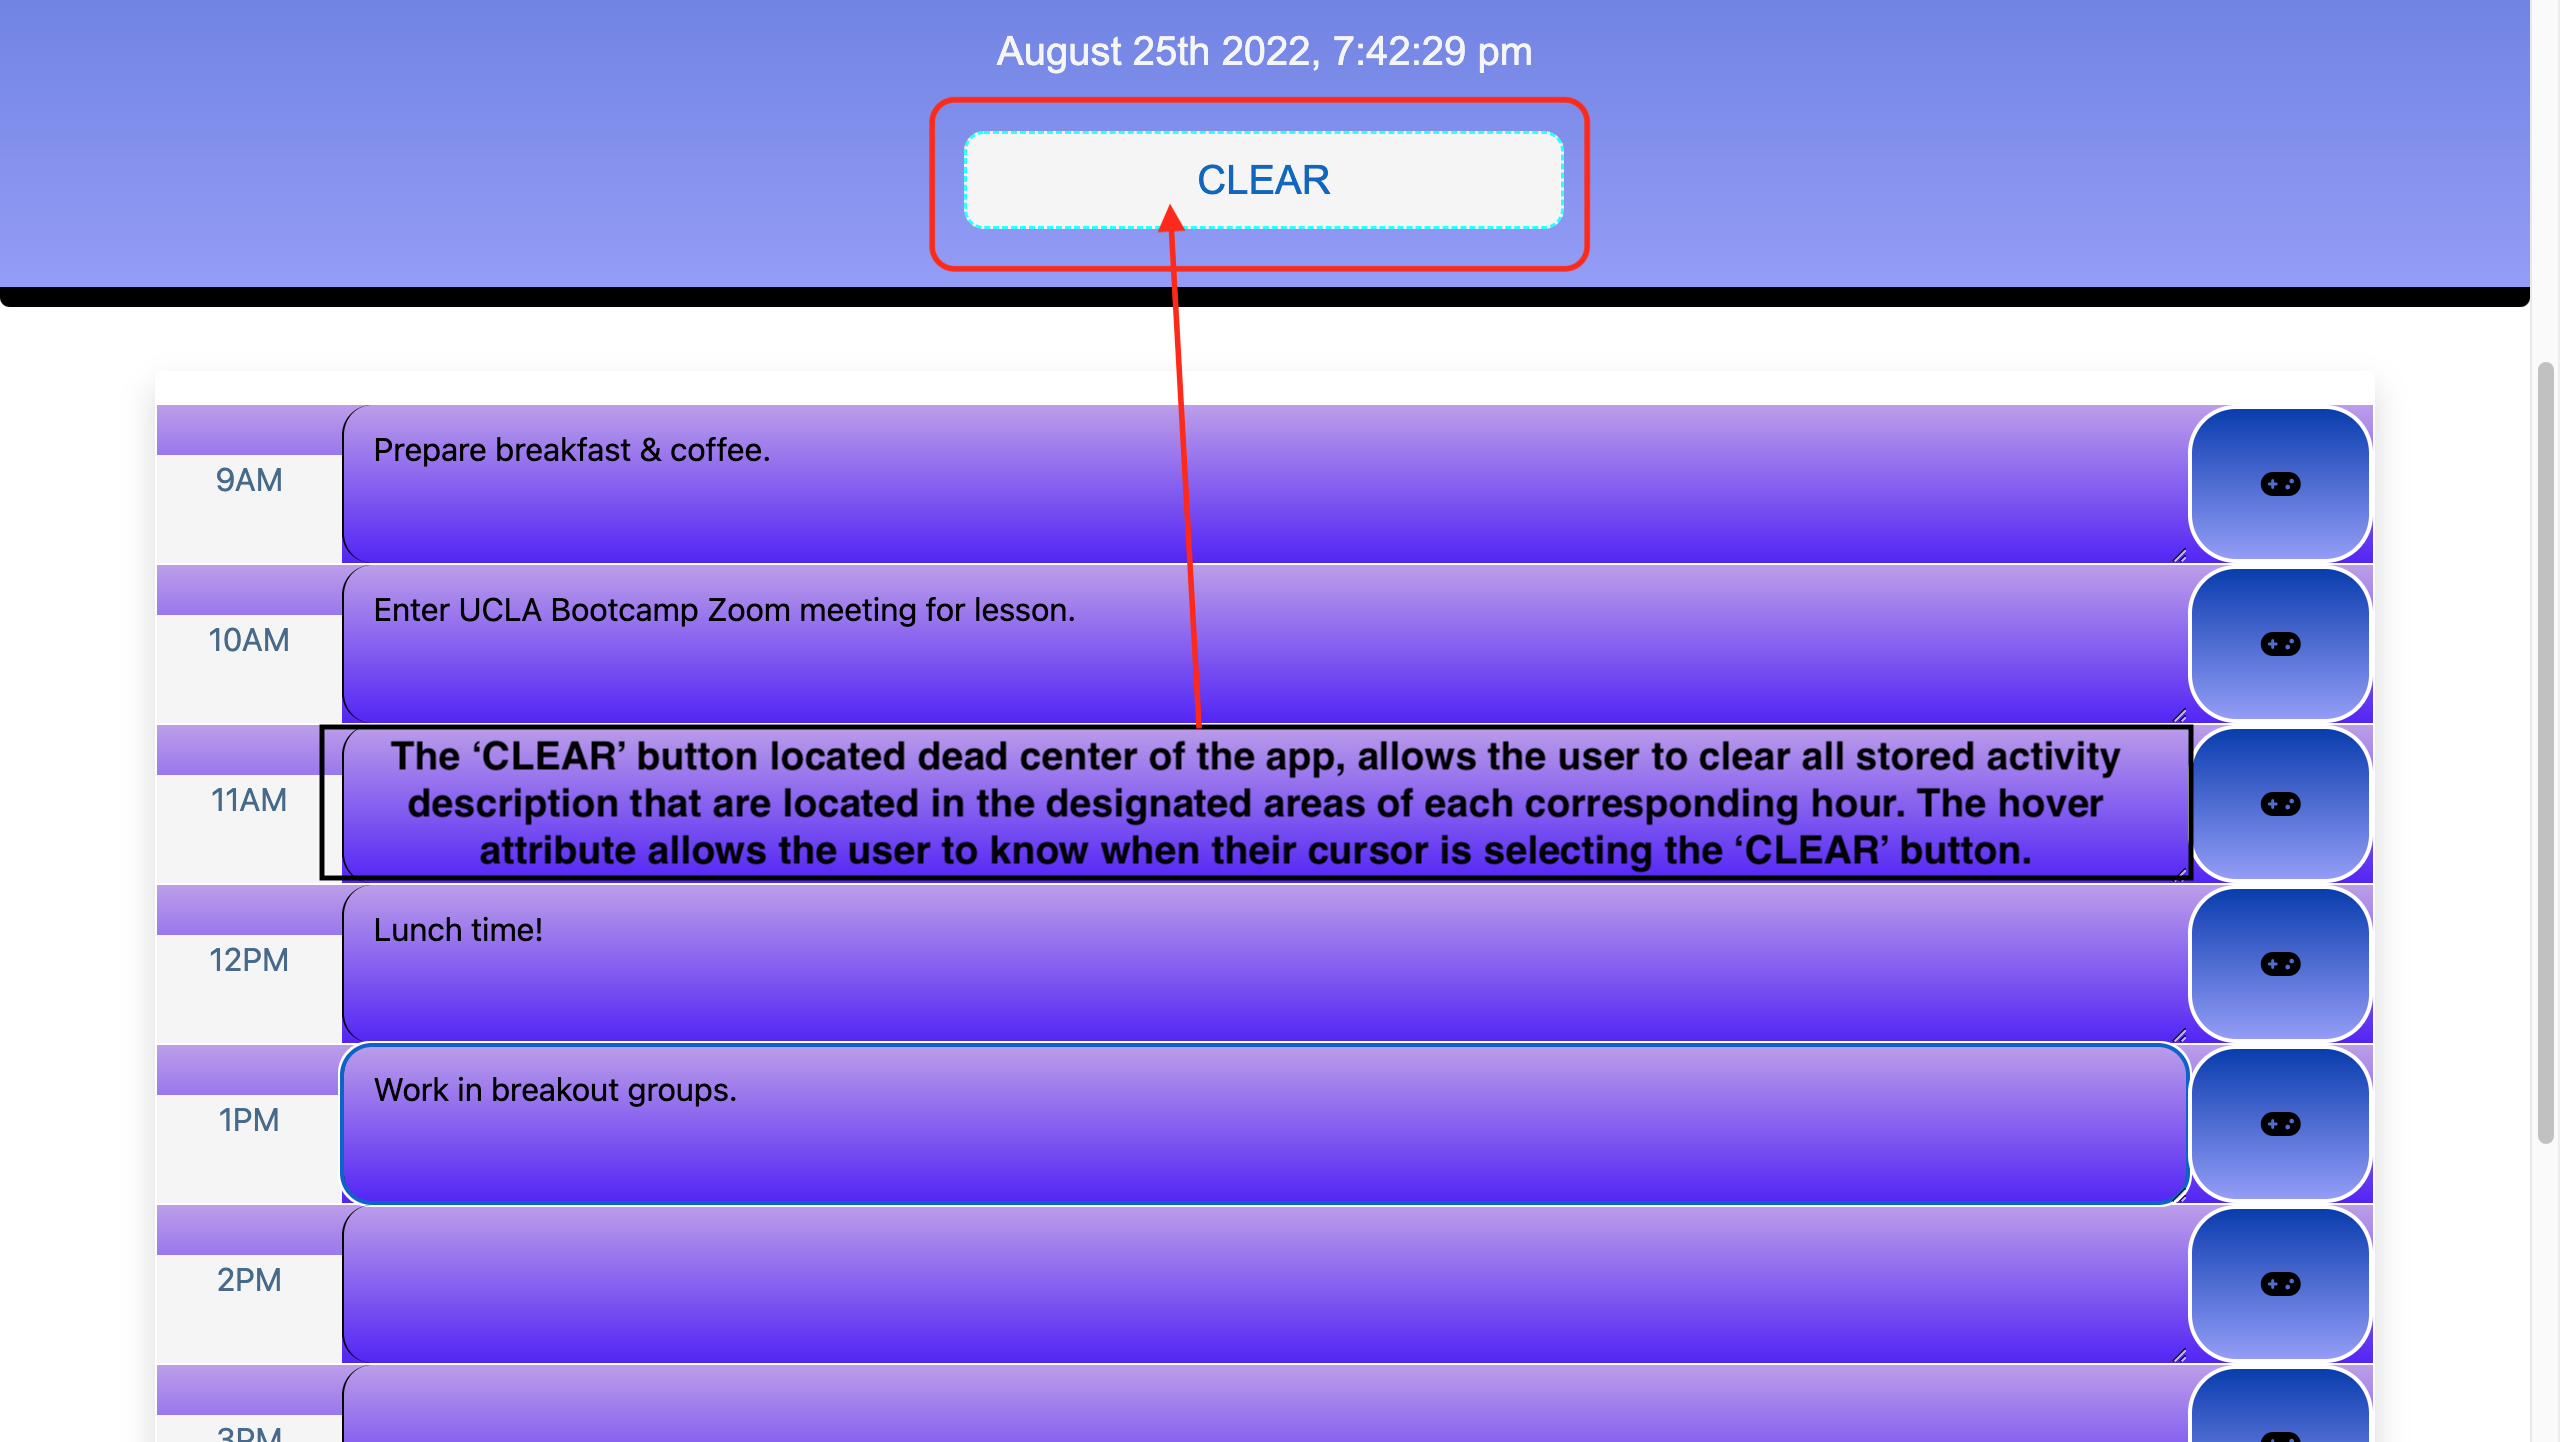 August 25th 2022, 7:42:29 pm
CLEAR
9AM
Prepare breakfast & coffee.
10AM
Enter UCLA Bootcamp Zoom meeting for lesson.
11AM
The ‘CLEAR’ button located dead center of the app, allows the user to clear all stored activity
description that are located in the designated areas of each corresponding hour. The hover
attribute allows the user to know when their cursor is selecting the ‘CLEAR’ button.
12PM
Lunch time!
1PM
Work in breakout groups.
2PM
3PM